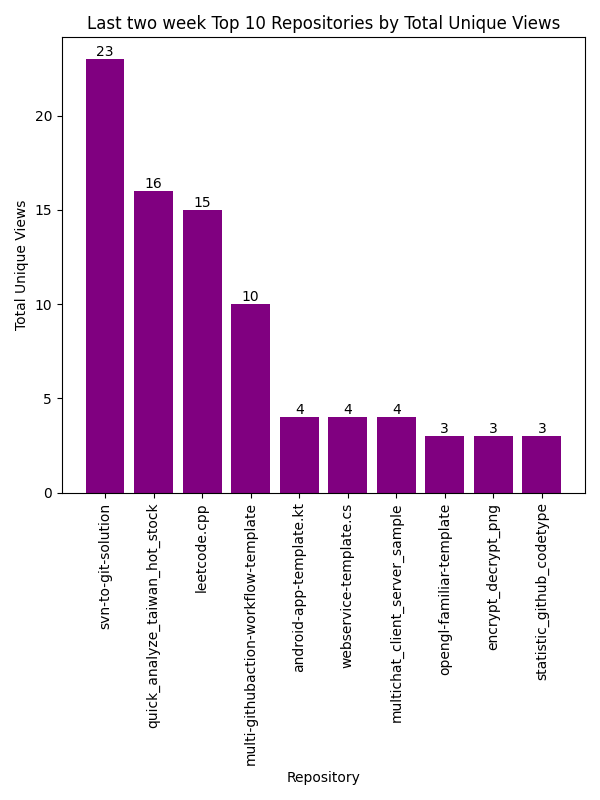 Last two week Top 10 Repositories by Total Unique Views
Total Unique Views
20
15
10
5
0
23
16
15
10
4
4
4
3
3
3
svn-to-git-solution
quick_analyze_taiwan_hot_stock
leetcode.cpp
multi-githubaction-workflow-template
android-app-template.kt
webservice-template.cs
multichat_client_server_sample
opengl-familiar-template
encrypt_decrypt_png
statistic_github_codetype
Repository